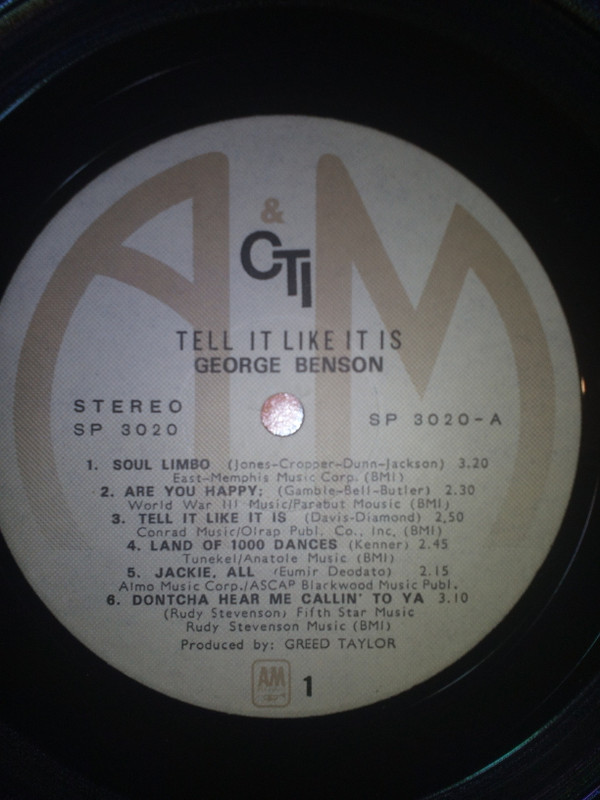 A & M
CTI
TELL IT LIKE IT IS
GEORGE BENSON
STEREO
SP 3020
SP 3020-A
1. SOUL LIMBO (Jones-Cropper-Dunn-Jackson) 3.20
East-Memphis Music Corp. (BMI)
2. ARE YOU HAPPY; (Gamble-Bell-Butler) 2.30
World War III Music/Parabut Mousic (BMI)
3. TELL IT LIKE IT IS (Davis-Diamond) 2,50
Conrad Music/Olrap Publ. Co., Inc, (BMI)
4. LAND OF 1000 DANCES (Kenner) 2.45
Tunekel/Anatole Music (BMI)
5. JACKIE, ALL (Eumir Deodato) 2.15
Almo Music Corp./ASCAP Blackwood Music Publ.
6. DONTCHA HEAR ME CALLIN' TO YA 3.10
(Rudy Stevenson) Fifth Star Music
Rudy Stevenson Music (BMI)
Produced by: GREED TAYLOR
AM
1